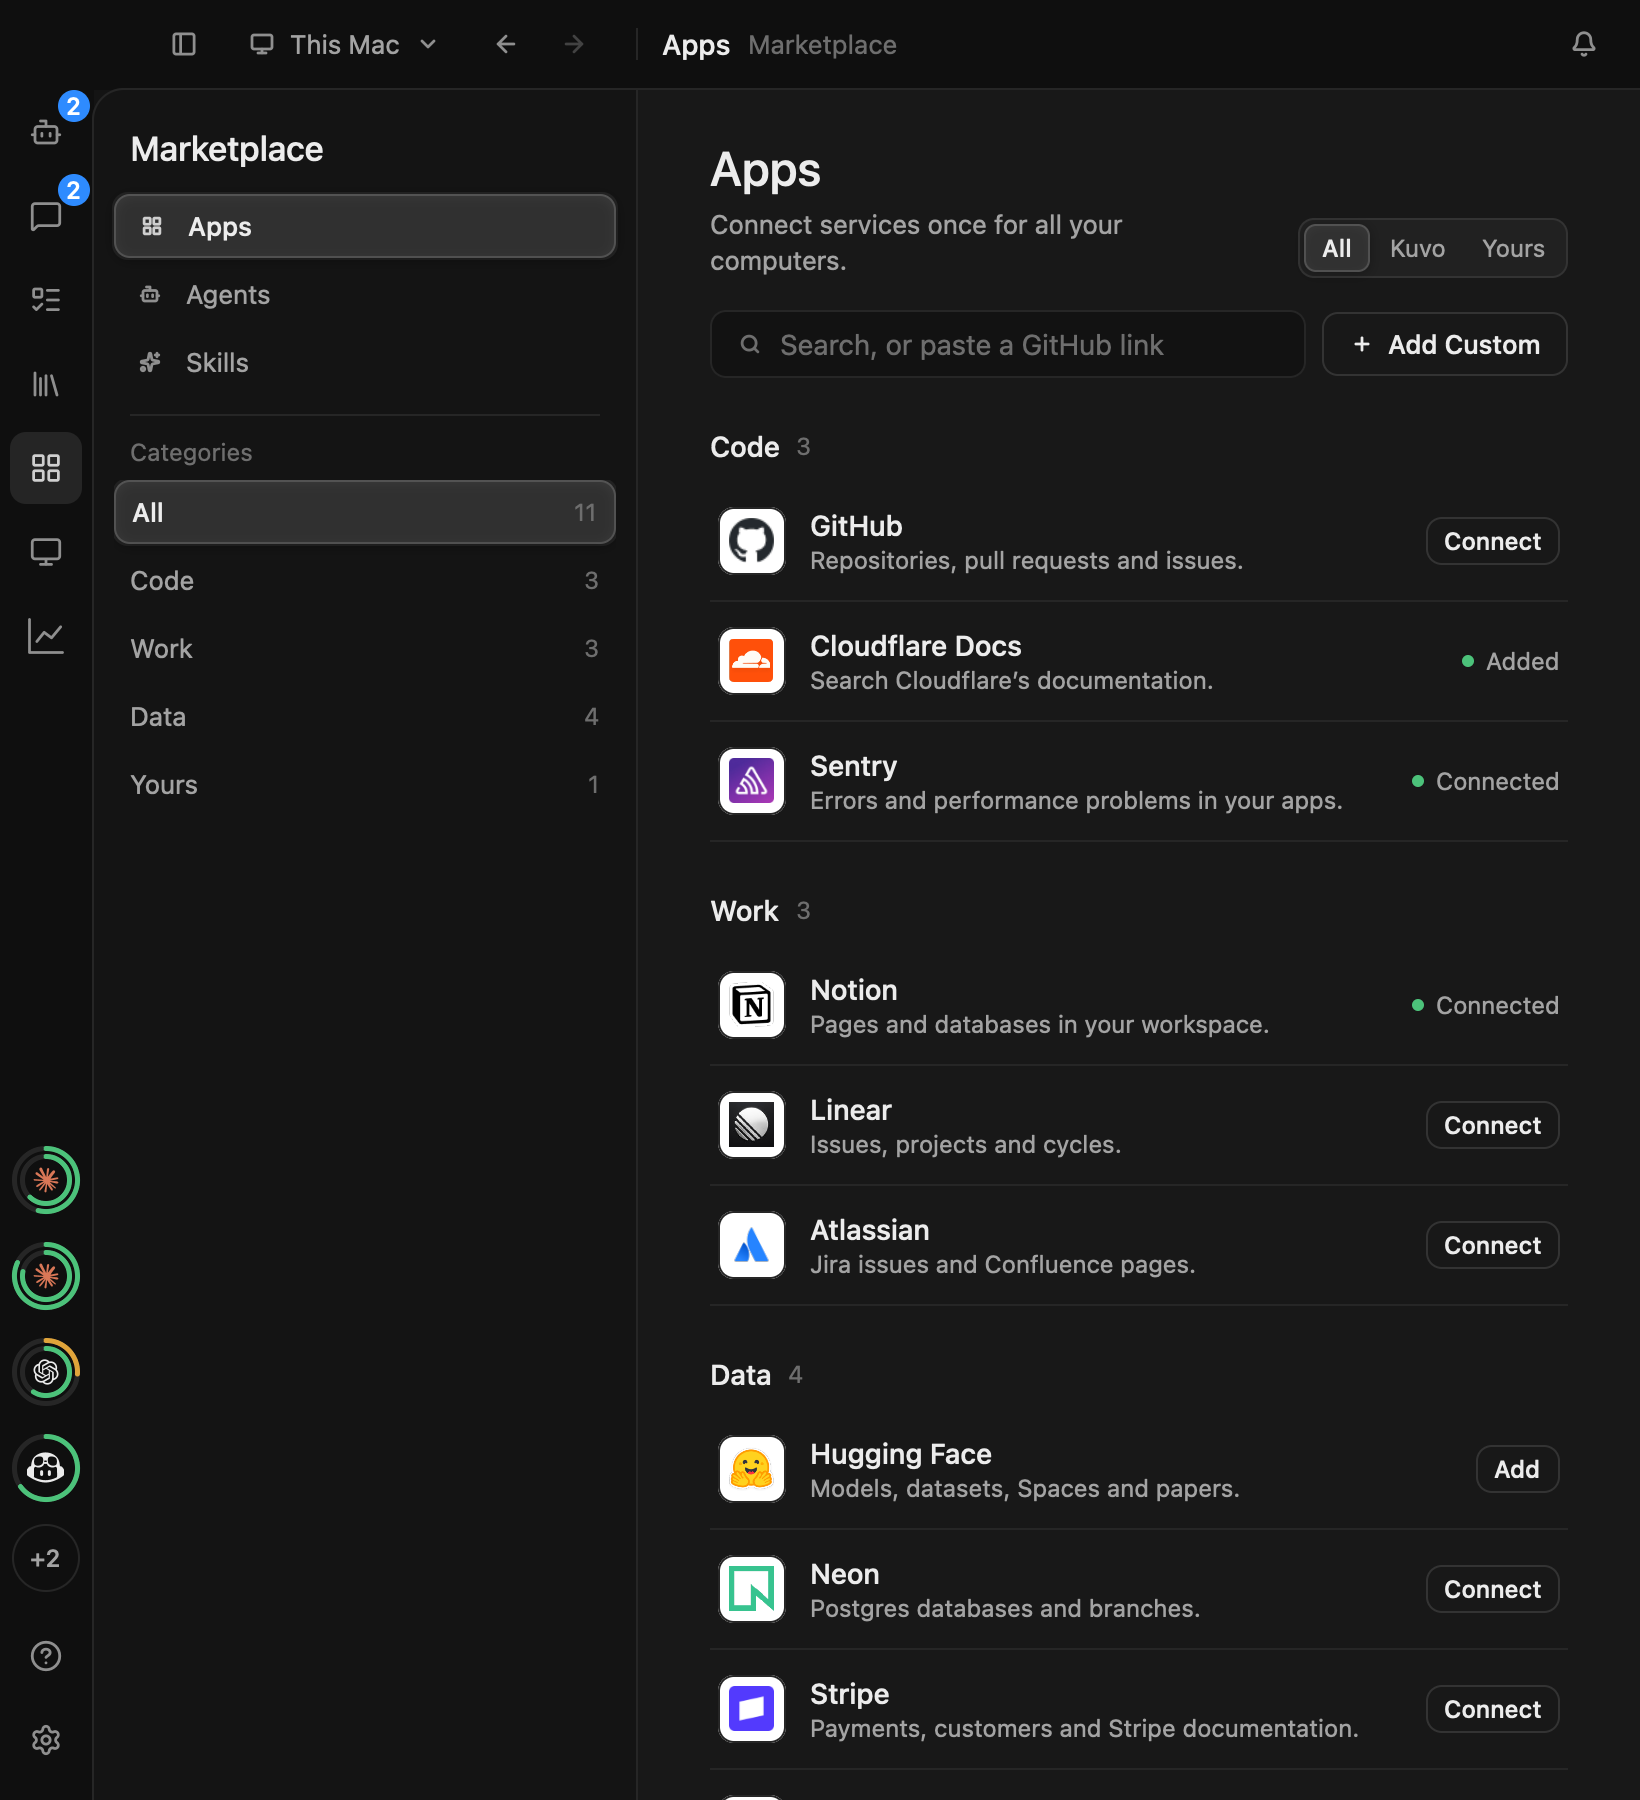 This Mac
Apps Marketplace
2
2
Marketplace
Apps
Agents
Skills
Categories
All 11
Code 3
Work 3
Data 4
Yours 1
+2
Apps
Connect services once for all your
computers.
All Kuvo Yours
Search, or paste a GitHub link
+ Add Custom
Code 3
GitHub
Repositories, pull requests and issues.
Connect
Cloudflare Docs
Search Cloudflare’s documentation.
Added
Sentry
Errors and performance problems in your apps.
Connected
Work 3
Notion
Pages and databases in your workspace.
Connected
Linear
Issues, projects and cycles.
Connect
Atlassian
Jira issues and Confluence pages.
Connect
Data 4
Hugging Face
Models, datasets, Spaces and papers.
Add
Neon
Postgres databases and branches.
Connect
Stripe
Payments, customers and Stripe documentation.
Connect